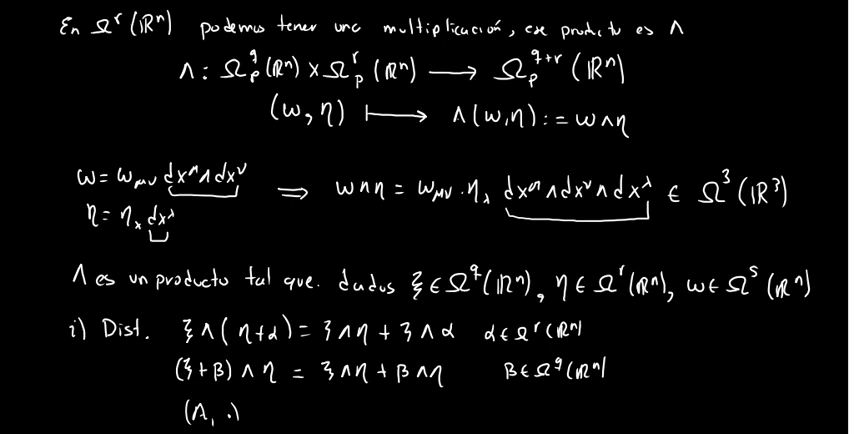 En Ω^r(ℝ^n) podemos tener una multiplicación, ese producto es ∧
∧: Ω_p^q(ℝ^n) × Ω_p^r(ℝ^n) ⟶ Ω_p^{q+r}(ℝ^n)
(ω, η) ⟼ ∧(ω,η) := ω∧η
ω = ω_{μν} dx^μ∧dx^ν ⟹ ω∧η = ω_{μν}·η_λ dx^μ∧dx^ν∧dx^λ ∈ Ω^3(ℝ^3)
η = η_λ dx^λ
∧ es un producto tal que. dados ξ ∈ Ω^q(ℝ^n), η ∈ Ω^r(ℝ^n), ω ∈ Ω^s(ℝ^n)
i) Dist. ξ∧(η+α) = ξ∧η + ξ∧α α ∈ Ω^r(ℝ^n)
(ξ+β)∧η = ξ∧η + β∧η β ∈ Ω^q(ℝ^n)
(∧, ·)